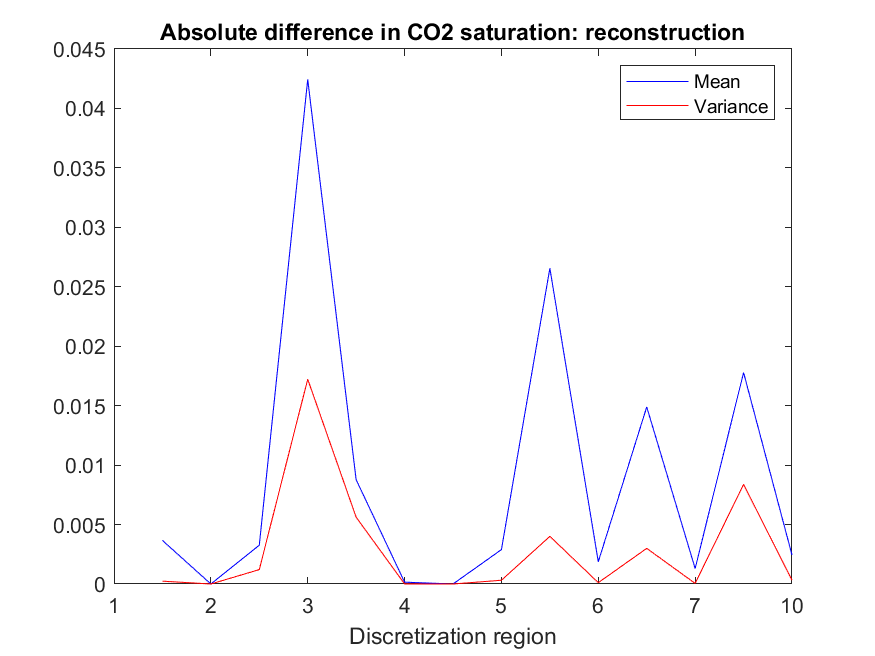 Absolute difference in CO2 saturation: reconstruction
0.045
0.04
0.035
0.03
0.025
0.02
0.015
0.01
0.005
0
Mean
Variance
1 2 3 4 5 6 7 10
Discretization region